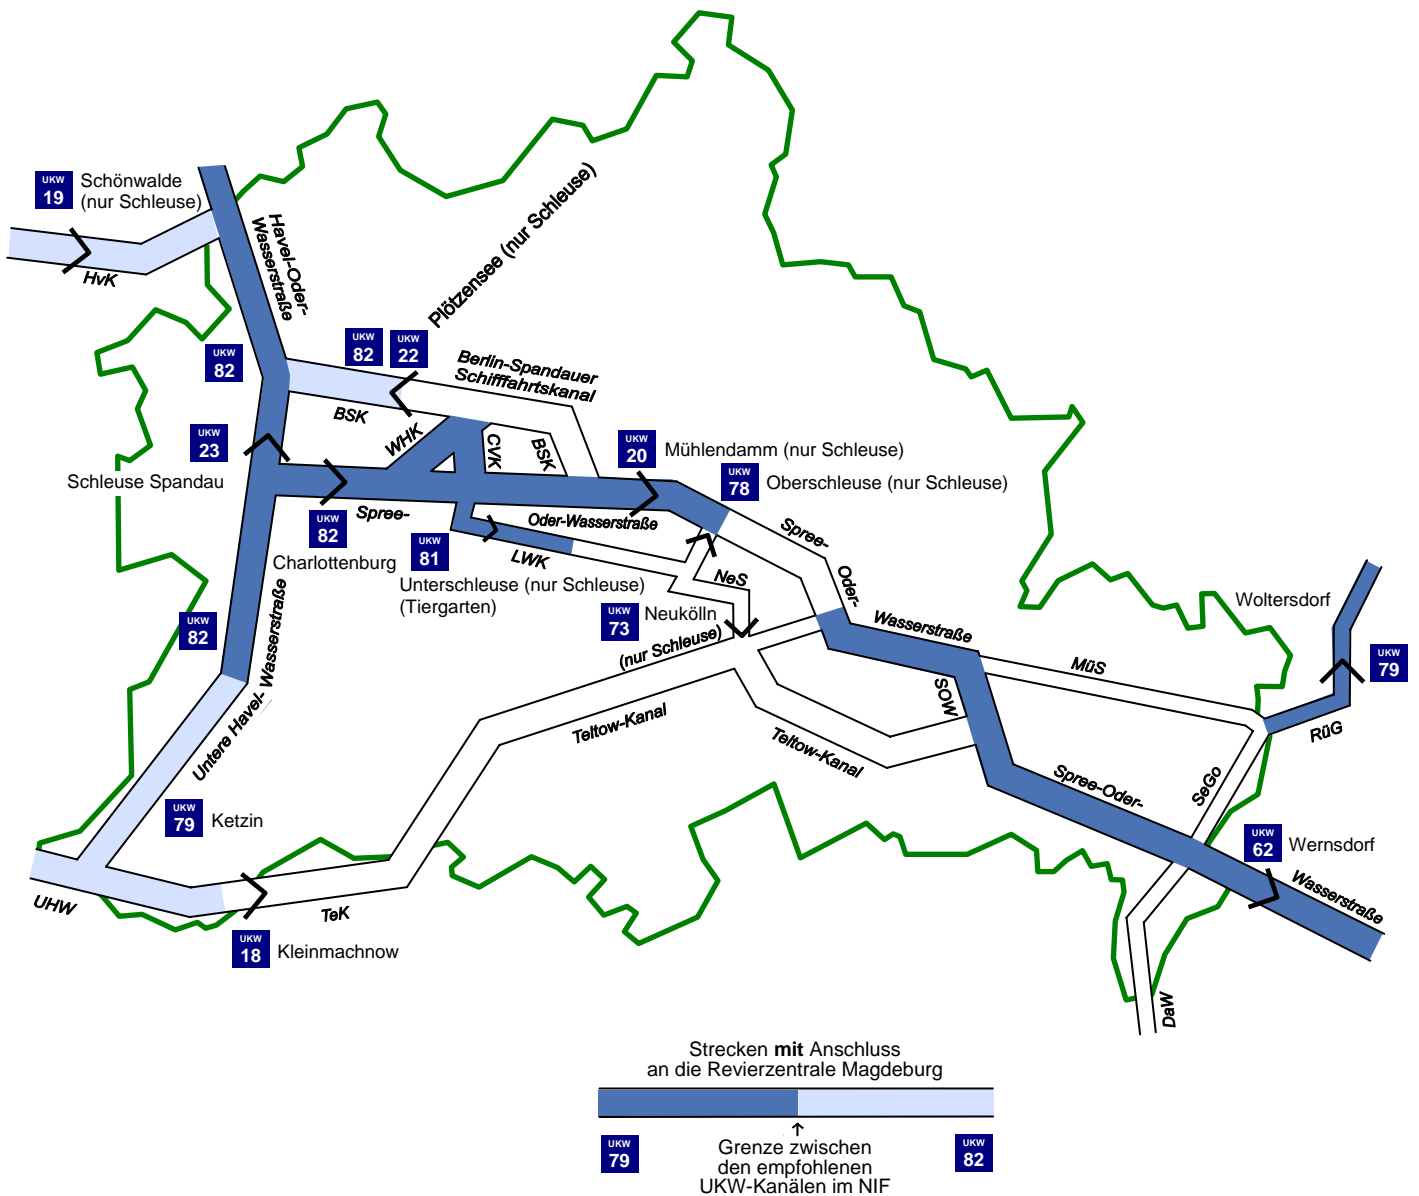 UKW
19
Schönwalde
(nur Schleuse)
HvK
Havel-Oder-
Wasserstraße
Plötzensee (nur Schleuse)
UKW
82
UKW
82
UKW
22
Berlin-Spandauer
Schifffahrtskanal
BSK
WHK
CVK
BSK
UKW
23
Schleuse Spandau
UKW
20
Mühlendamm (nur Schleuse)
UKW
78
Oberschleuse (nur Schleuse)
Spree-
Oder-Wasserstraße
UKW
82
Charlottenburg
UKW
81
LWK
Unterschleuse (nur Schleuse)
(Tiergarten)
NeS
Spree-
Oder-
Wasserstraße
UKW
73
Neukölln
(nur Schleuse)
UKW
82
Untere Havel-Wasserstraße
Woltersdorf
UKW
79
MüS
RüG
SOW
Teltow-Kanal
Teltow-Kanal
Spree-Oder-
SeGo
UKW
79
Ketzin
UKW
62
Wernsdorf
Wasserstraße
UHW
TeK
UKW
18
Kleinmachnow
DaW
Strecken mit Anschluss
an die Revierzentrale Magdeburg
UKW
79
Grenze zwischen
den empfohlenen
UKW-Kanälen im NIF
UKW
82